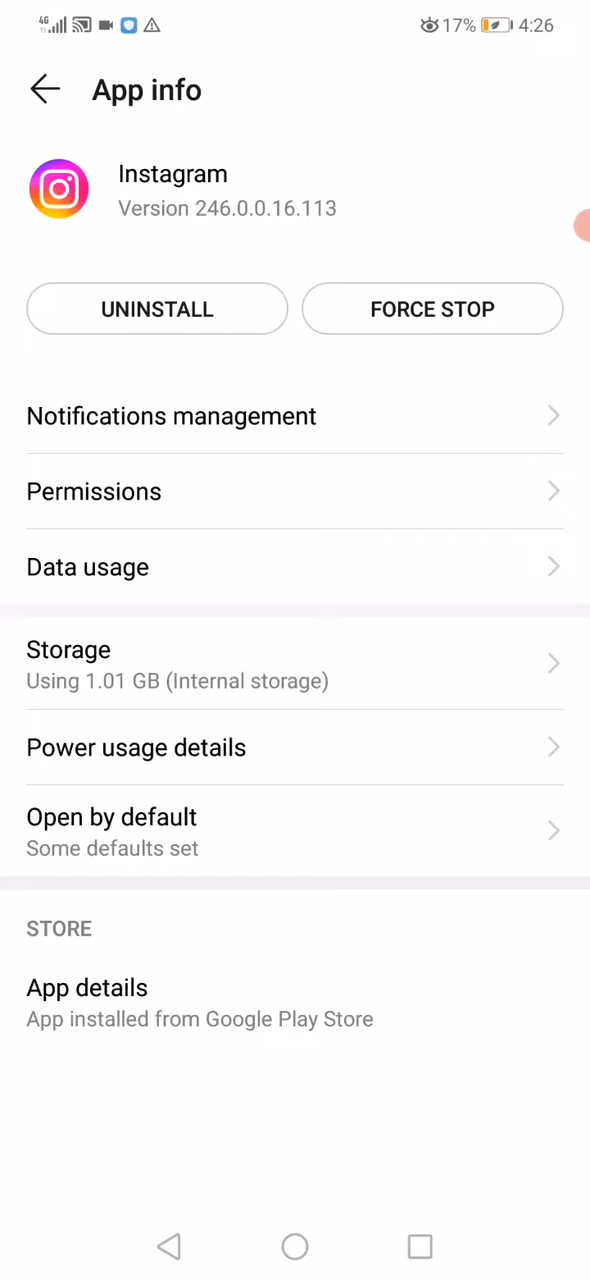 4G 17% 4:26
App info
Instagram
Version 246.0.0.16.113
UNINSTALL FORCE STOP
Notifications management
Permissions
Data usage
Storage
Using 1.01 GB (Internal storage)
Power usage details
Open by default
Some defaults set
STORE
App details
App installed from Google Play Store